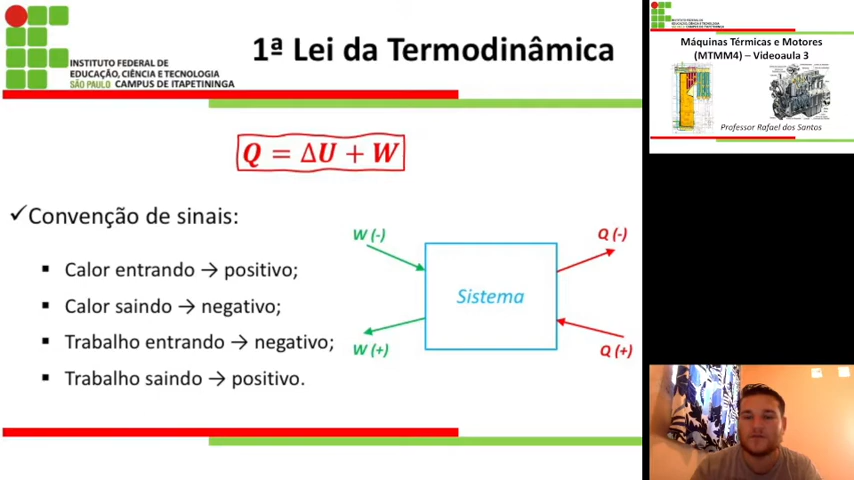 INSTITUTO FEDERAL DE
EDUCAÇÃO, CIÊNCIA E TECNOLOGIA
SÃO PAULO CAMPUS DE ITAPETININGA
1ª Lei da Termodinâmica
Q = ΔU + W
✓Convenção de sinais:
▪ Calor entrando → positivo;
▪ Calor saindo → negativo;
▪ Trabalho entrando → negativo;
▪ Trabalho saindo → positivo.
W (-)
W (+)
Sistema
Q (-)
Q (+)
Máquinas Térmicas e Motores
(MTMM4) – Videoaula 3
Professor Rafael dos Santos